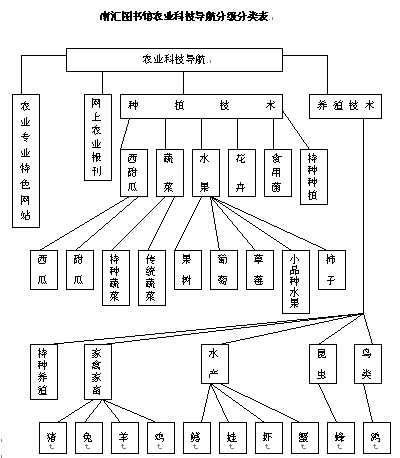 南汇图书馆农业科技导航分级分类表
农业科技导航
农业专业特色网站
网上农业报刊
种植技术
养殖技术
西甜瓜
蔬菜
水果
花卉
食用菌
特种种植
西瓜
甜瓜
特种蔬菜
传统蔬菜
果树
葡萄
草莓
小品种水果
柿子
特种养殖
家禽家畜
水产
昆虫
鸟类
猪
兔
羊
鸡
鳝
蛙
虾
蟹
蜂
鸿